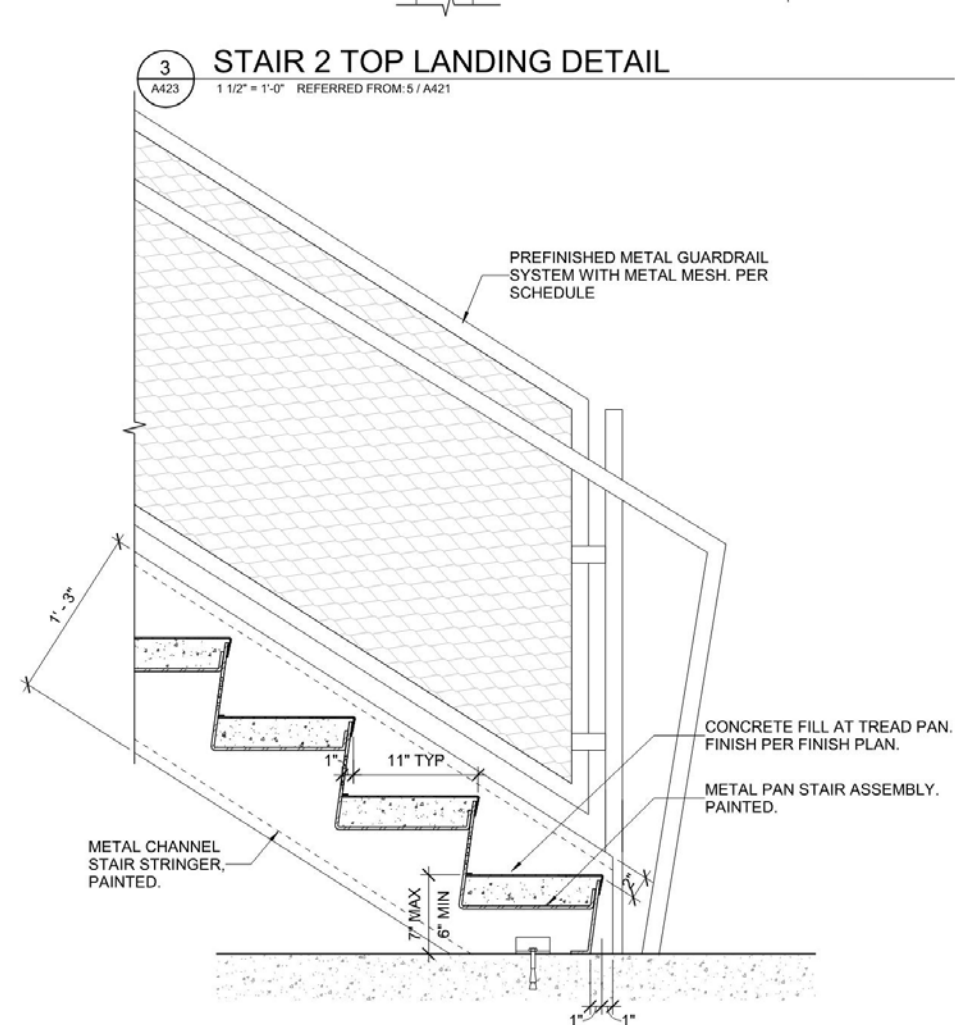 3
A423
STAIR 2 TOP LANDING DETAIL
1 1/2" = 1'-0" REFERRED FROM: 5 / A421
PREFINISHED METAL GUARDRAIL
SYSTEM WITH METAL MESH. PER
SCHEDULE
1' - 3"
CONCRETE FILL AT TREAD PAN.
FINISH PER FINISH PLAN.
1"
11" TYP
METAL PAN STAIR ASSEMBLY.
PAINTED.
METAL CHANNEL
STAIR STRINGER,
PAINTED.
7" MAX
6" MIN
2"
1"
1"